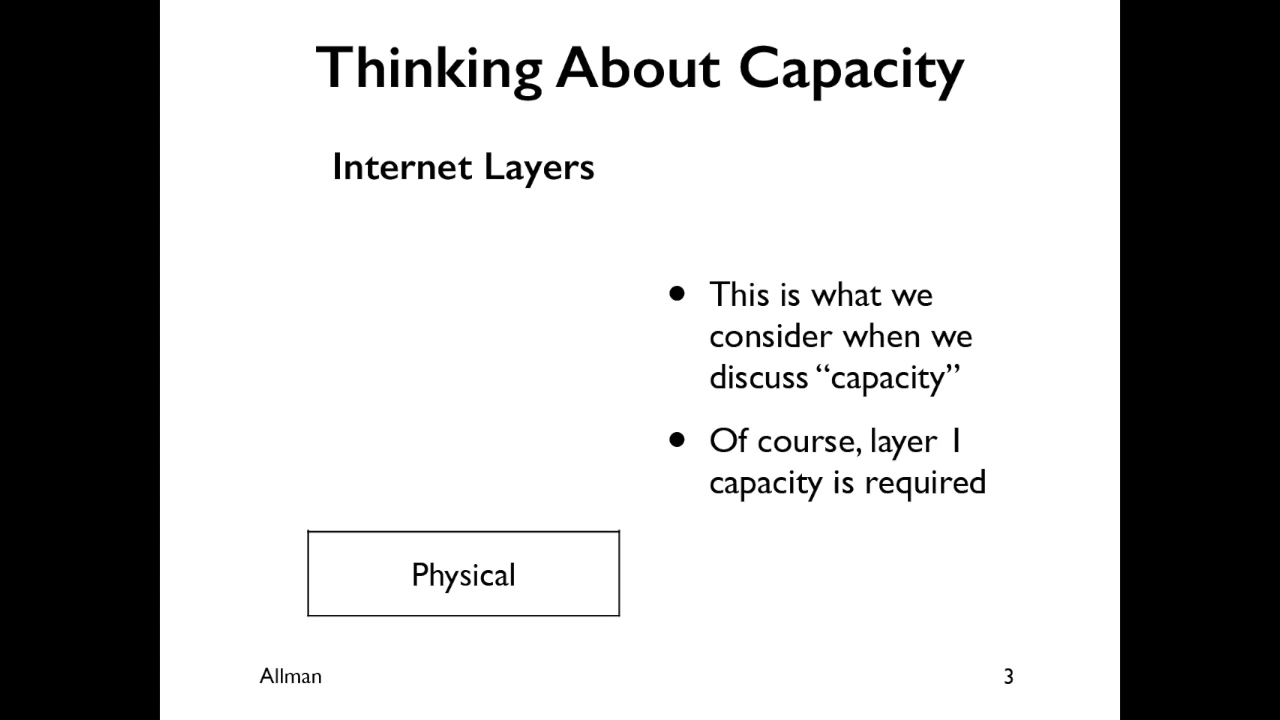 Thinking About Capacity
Internet Layers
• This is what we
consider when we
discuss “capacity”
• Of course, layer 1
capacity is required
Physical
Allman
3